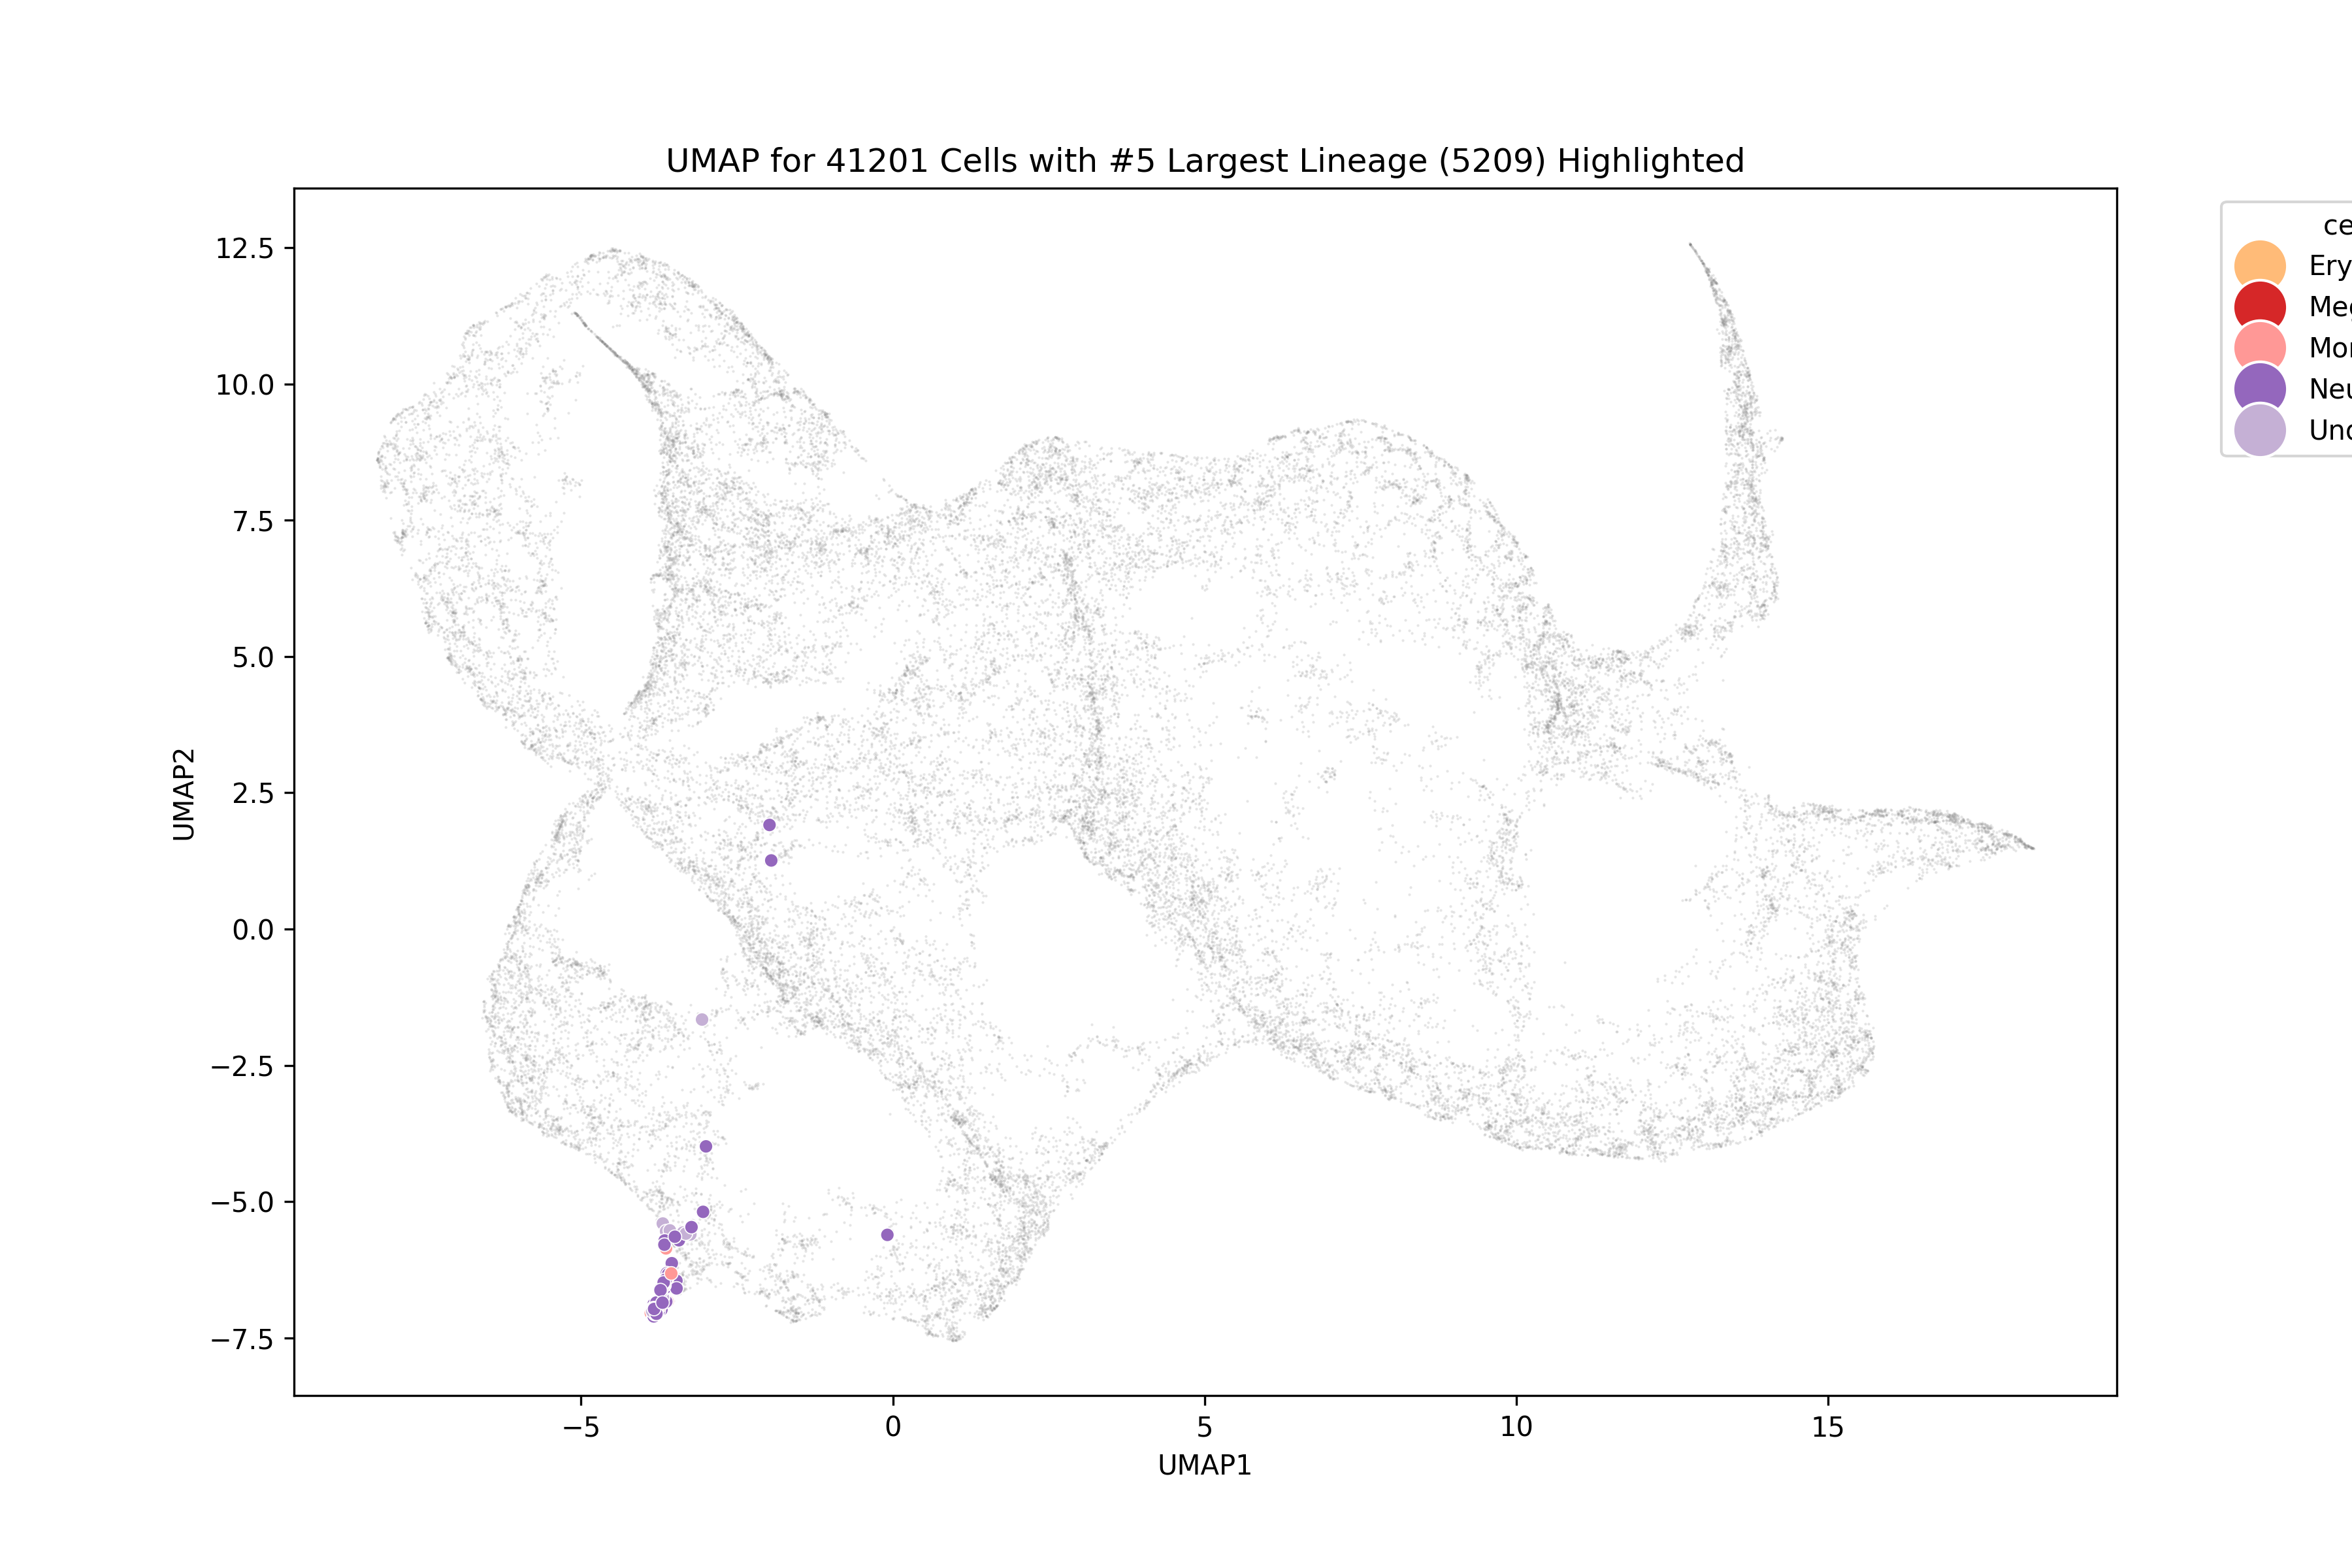 UMAP for 41201 Cells with #5 Largest Lineage (5209) Highlighted
12.5
10.0
7.5
5.0
2.5
0.0
−2.5
−5.0
−7.5
UMAP2
−5
0
5
10
15
UMAP1
ce
Ery
Meg
Mon
Neu
Und